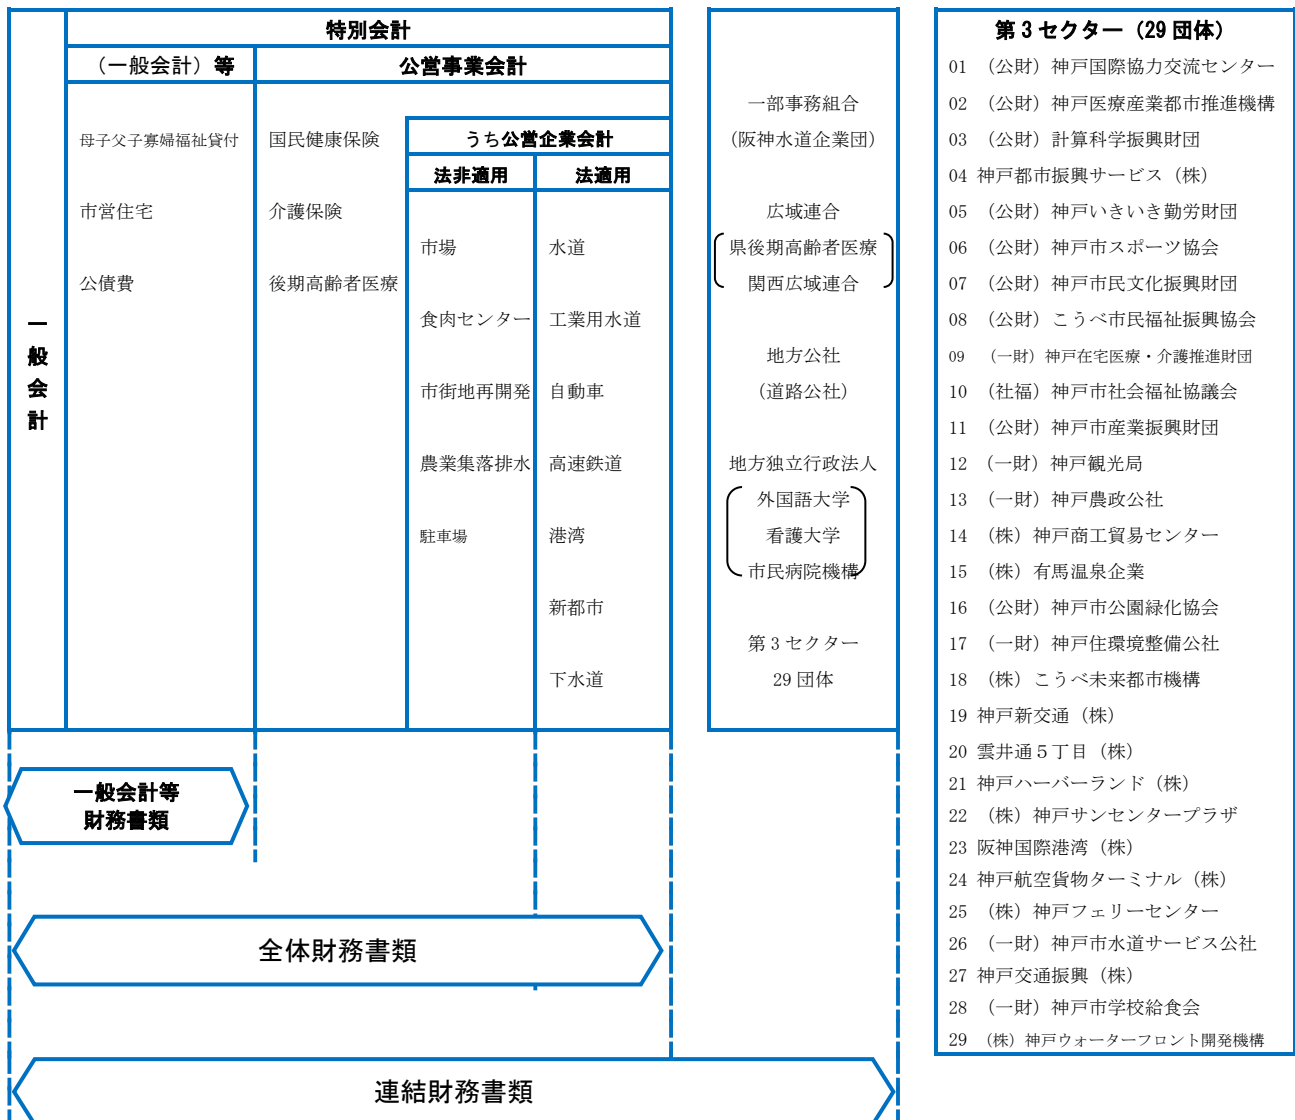 一般会計
特別会計
（一般会計）等
公営事業会計
母子父子寡婦福祉貸付
市営住宅
公債費
国民健康保険
介護保険
後期高齢者医療
うち公営企業会計
法非適用
法適用
市場
食肉センター
市街地再開発
農業集落排水
駐車場
水道
工業用水道
自動車
高速鉄道
港湾
新都市
下水道
一部事務組合
（阪神水道企業団）
広域連合
県後期高齢者医療
関西広域連合
地方公社
（道路公社）
地方独立行政法人
外国語大学
看護大学
市民病院機構
第3セクター
29団体
第3セクター（29団体）
01 （公財）神戸国際協力交流センター
02 （公財）神戸医療産業都市推進機構
03 （公財）計算科学振興財団
04 神戸都市振興サービス（株）
05 （公財）神戸いきいき勤労財団
06 （公財）神戸市スポーツ協会
07 （公財）神戸市民文化振興財団
08 （公財）こうべ市民福祉振興協会
09 （一財）神戸在宅医療・介護推進財団
10 （社福）神戸市社会福祉協議会
11 （公財）神戸市産業振興財団
12 （一財）神戸観光局
13 （一財）神戸農政公社
14 （株）神戸商工貿易センター
15 （株）有馬温泉企業
16 （公財）神戸市公園緑化協会
17 （一財）神戸住環境整備公社
18 （株）こうべ未来都市機構
19 神戸新交通（株）
20 雲井通５丁目（株）
21 神戸ハーバーランド（株）
22 （株）神戸サンセンタープラザ
23 阪神国際港湾（株）
24 神戸航空貨物ターミナル（株）
25 （株）神戸フェリーセンター
26 （一財）神戸市水道サービス公社
27 神戸交通振興（株）
28 （一財）神戸市学校給食会
29 （株）神戸ウォーターフロント開発機構
一般会計等
財務書類
全体財務書類
連結財務書類